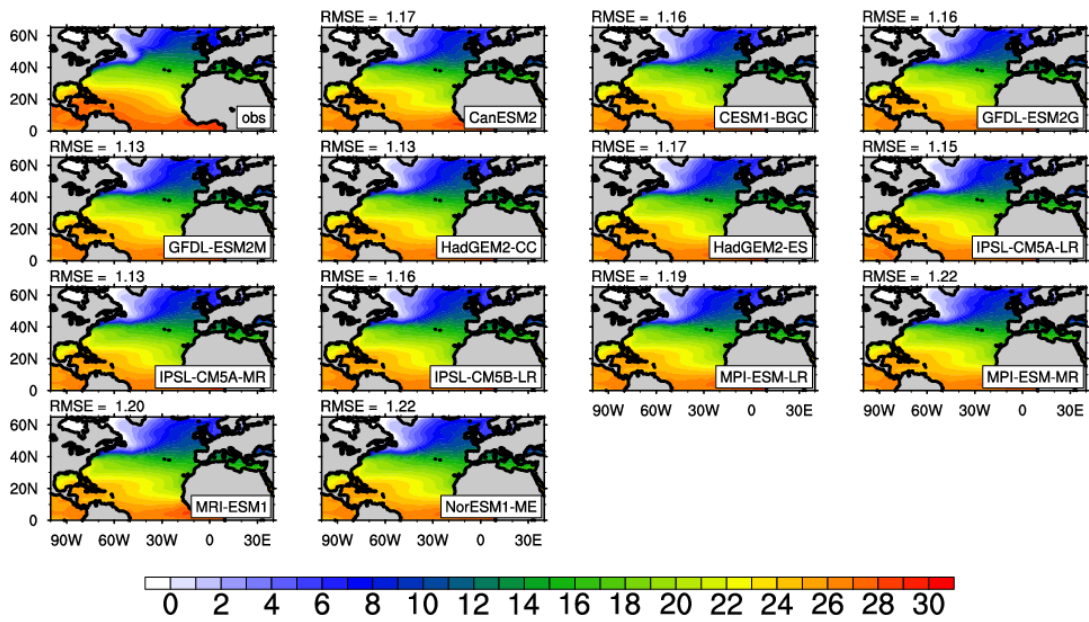 RMSE = 1.17 RMSE = 1.16 RMSE = 1.16
60N
40N
20N
0
obs CanESM2 CESM1-BGC GFDL-ESM2G
RMSE = 1.13 RMSE = 1.13 RMSE = 1.17 RMSE = 1.15
60N
40N
20N
0
GFDL-ESM2M HadGEM2-CC HadGEM2-ES IPSL-CM5A-LR
RMSE = 1.13 RMSE = 1.16 RMSE = 1.19 RMSE = 1.22
60N
40N
20N
0
IPSL-CM5A-MR IPSL-CM5B-LR MPI-ESM-LR MPI-ESM-MR
90W 60W 30W 0 30E 90W 60W 30W 0 30E
RMSE = 1.20 RMSE = 1.22
60N
40N
20N
0
MRI-ESM1 NorESM1-ME
90W 60W 30W 0 30E 90W 60W 30W 0 30E
0 2 4 6 8 10 12 14 16 18 20 22 24 26 28 30